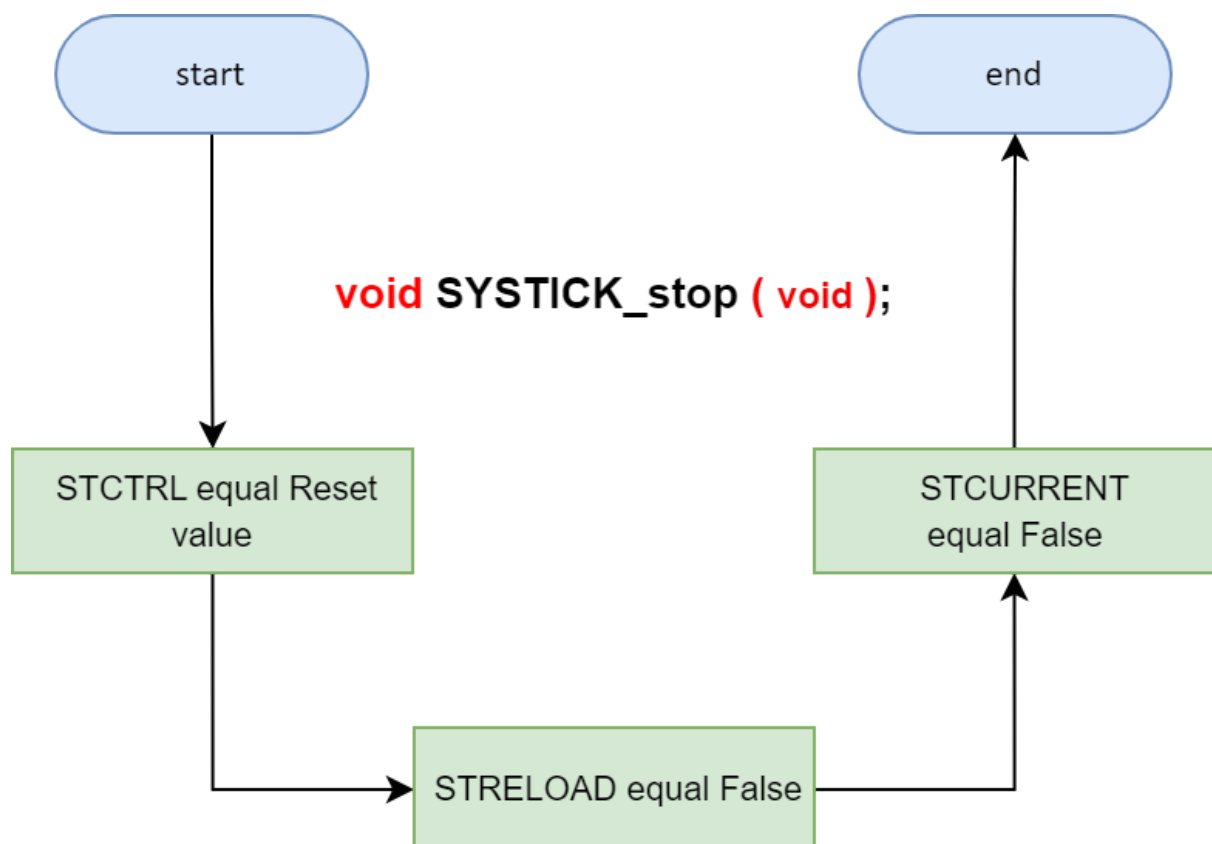 start
end
void SYSTICK_stop ( void );
STCTRL equal Reset
value
STCURRENT
equal False
STRELOAD equal False